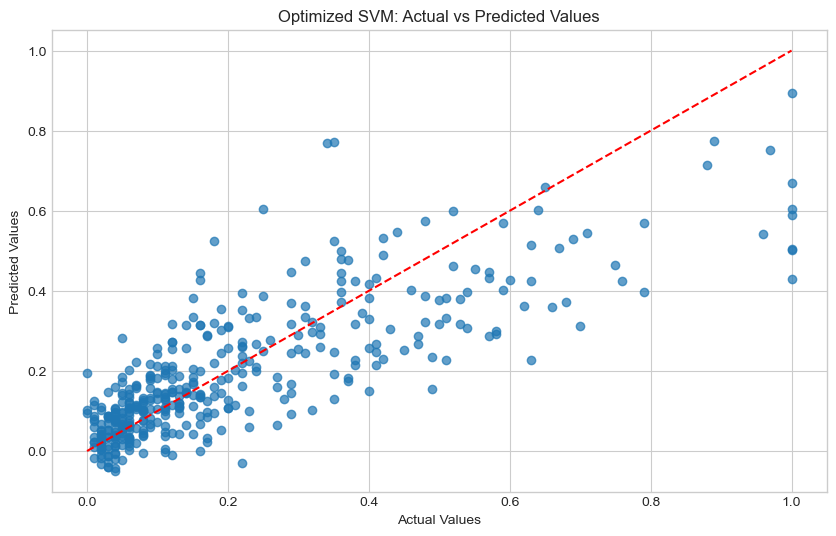 Optimized SVM: Actual vs Predicted Values
1.0
0.8
0.6
0.4
0.2
0.0
Predicted Values
0.0 0.2 0.4 0.6 0.8 1.0
Actual Values